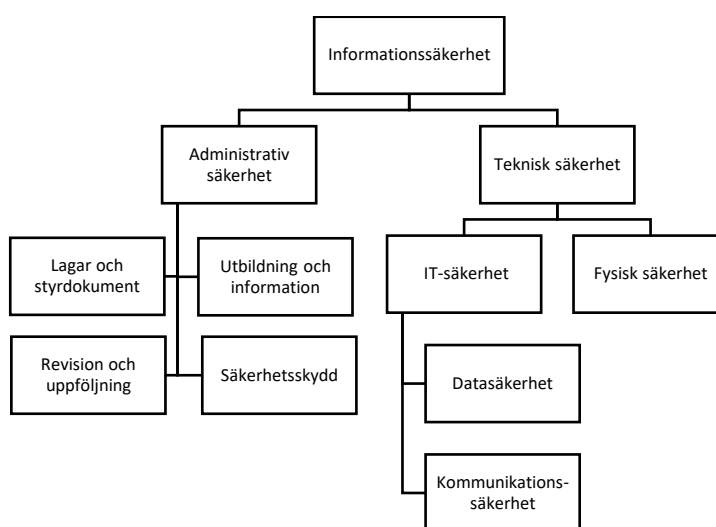 Informationssäkerhet
Administrativ
säkerhet
Teknisk säkerhet
Lagar och
styrdokument
Utbildning och
information
IT-säkerhet
Fysisk säkerhet
Revision och
uppföljning
Säkerhetsskydd
Datasäkerhet
Kommunikations-
säkerhet